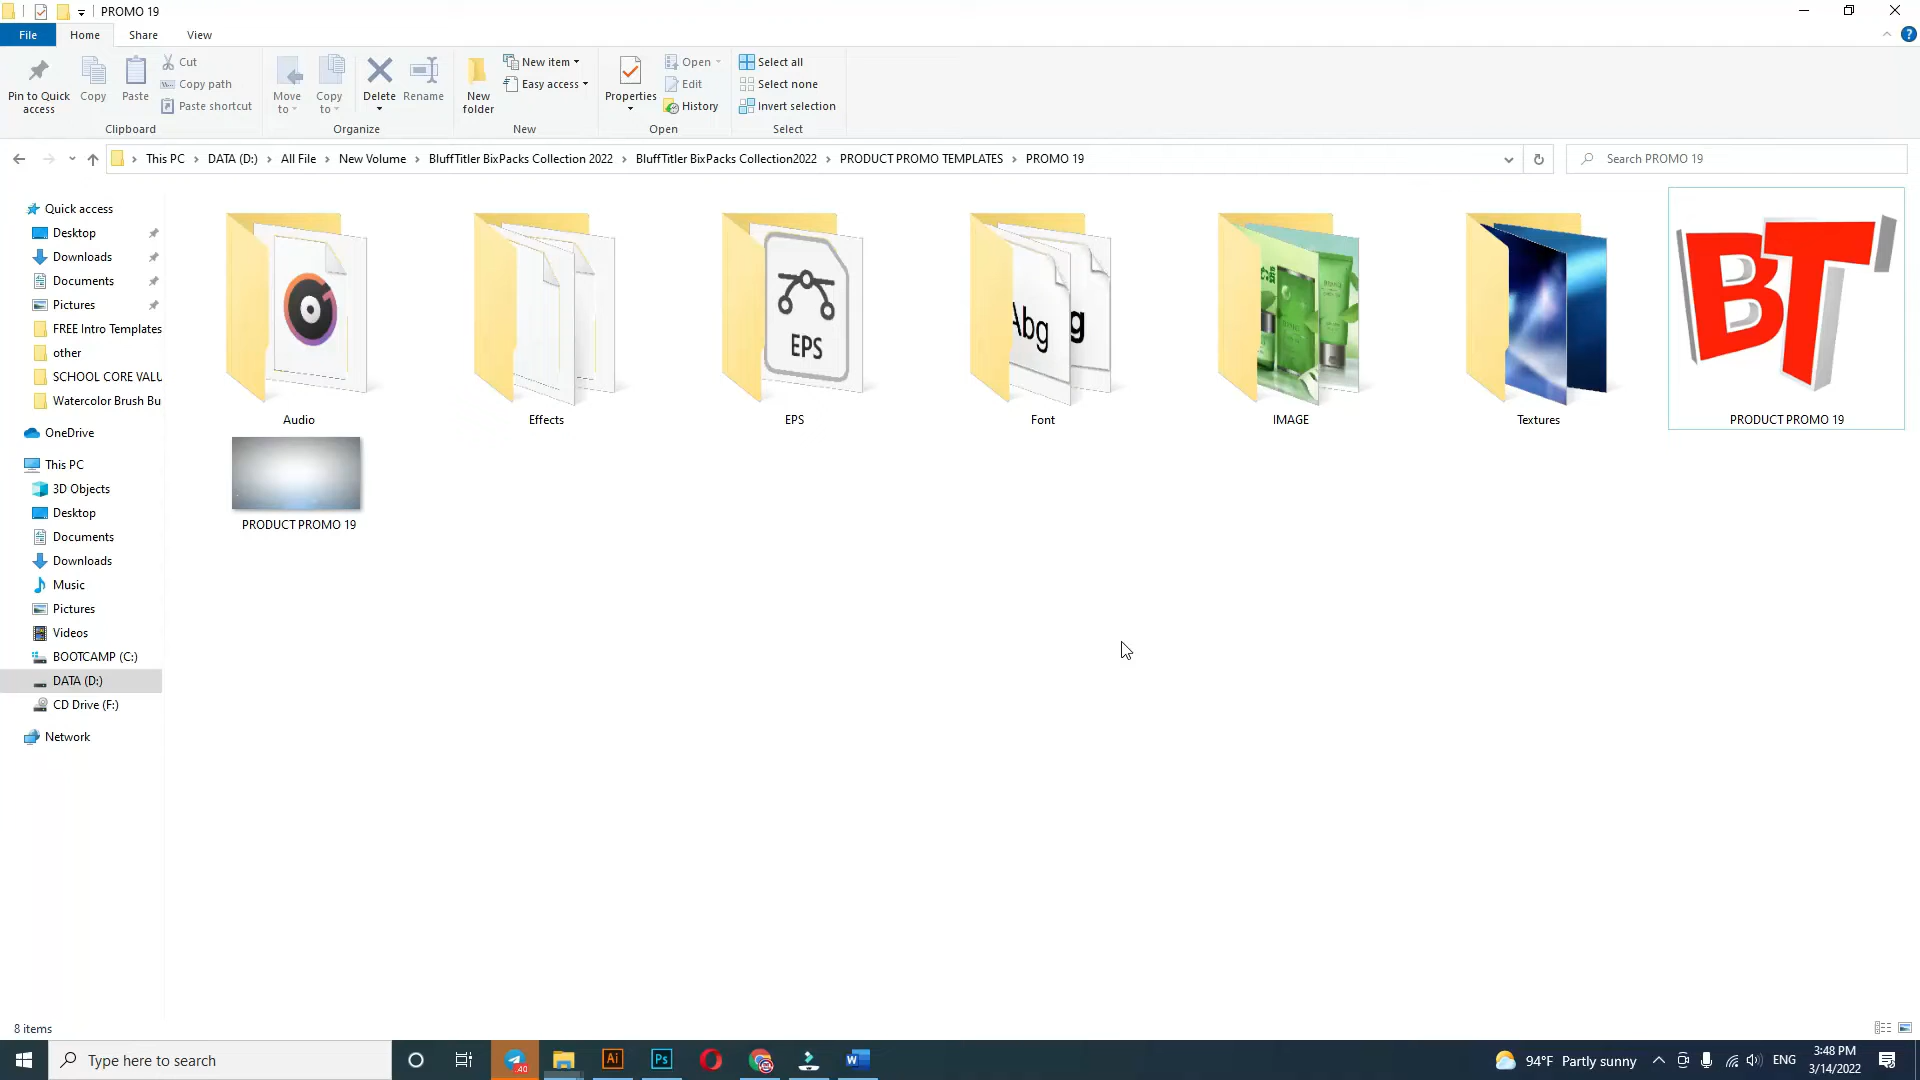 PROMO 19
File
Home
Share
View
Pin to Quick access
Copy
Paste
Cut
Copy path
Paste shortcut
Clipboard
Move to
Copy to
Delete
Rename
Organize
New folder
New item
Easy access
New
Properties
Open
Edit
History
Open
Select all
Select none
Invert selection
Select
This PC > DATA (D:) > All File > New Volume > BluffTitler BixPacks Collection 2022 > BluffTitler BixPacks Collection2022 > PRODUCT PROMO TEMPLATES > PROMO 19
Search PROMO 19
Quick access
Desktop
Downloads
Documents
Pictures
FREE Intro Templates
other
SCHOOL CORE VALU
Watercolor Brush Bu
OneDrive
This PC
3D Objects
Desktop
Documents
Downloads
Music
Pictures
Videos
BOOTCAMP (C:)
DATA (D:)
CD Drive (F:)
Network
Abg
g
EPS
BT'
Audio
Effects
EPS
Font
IMAGE
Textures
PRODUCT PROMO 19
PRODUCT PROMO 19
8 items
Type here to search
40
Ai
Ps
W
94°F Partly sunny
ENG
3:48 PM
3/14/2022